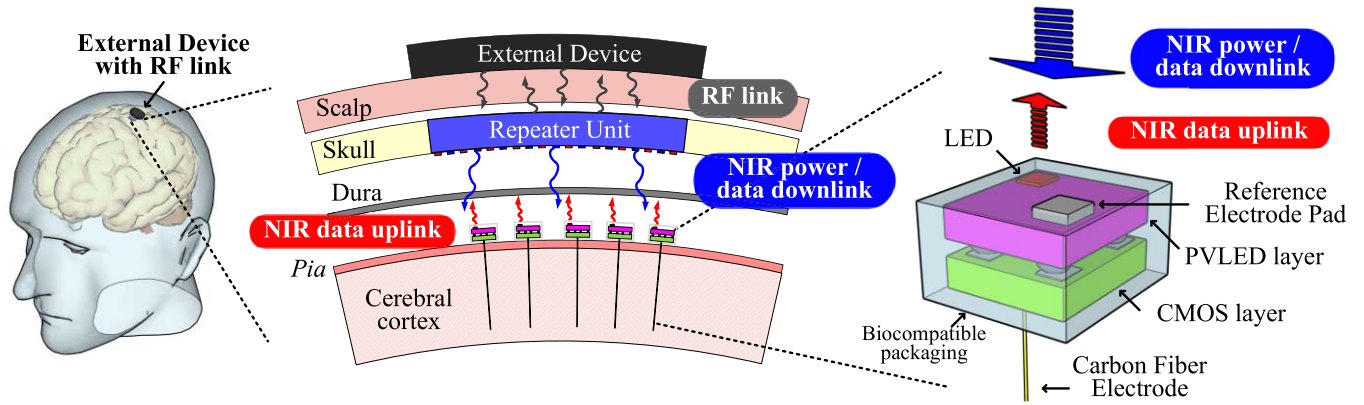 External Device
with RF link
External Device
Scalp
RF link
Repeater Unit
Skull
NIR power /
data downlink
Dura
NIR data uplink
Pia
Cerebral
cortex
NIR power /
data downlink
NIR data uplink
LED
Reference
Electrode Pad
PVLED layer
CMOS layer
Biocompatible
packaging
Carbon Fiber
Electrode